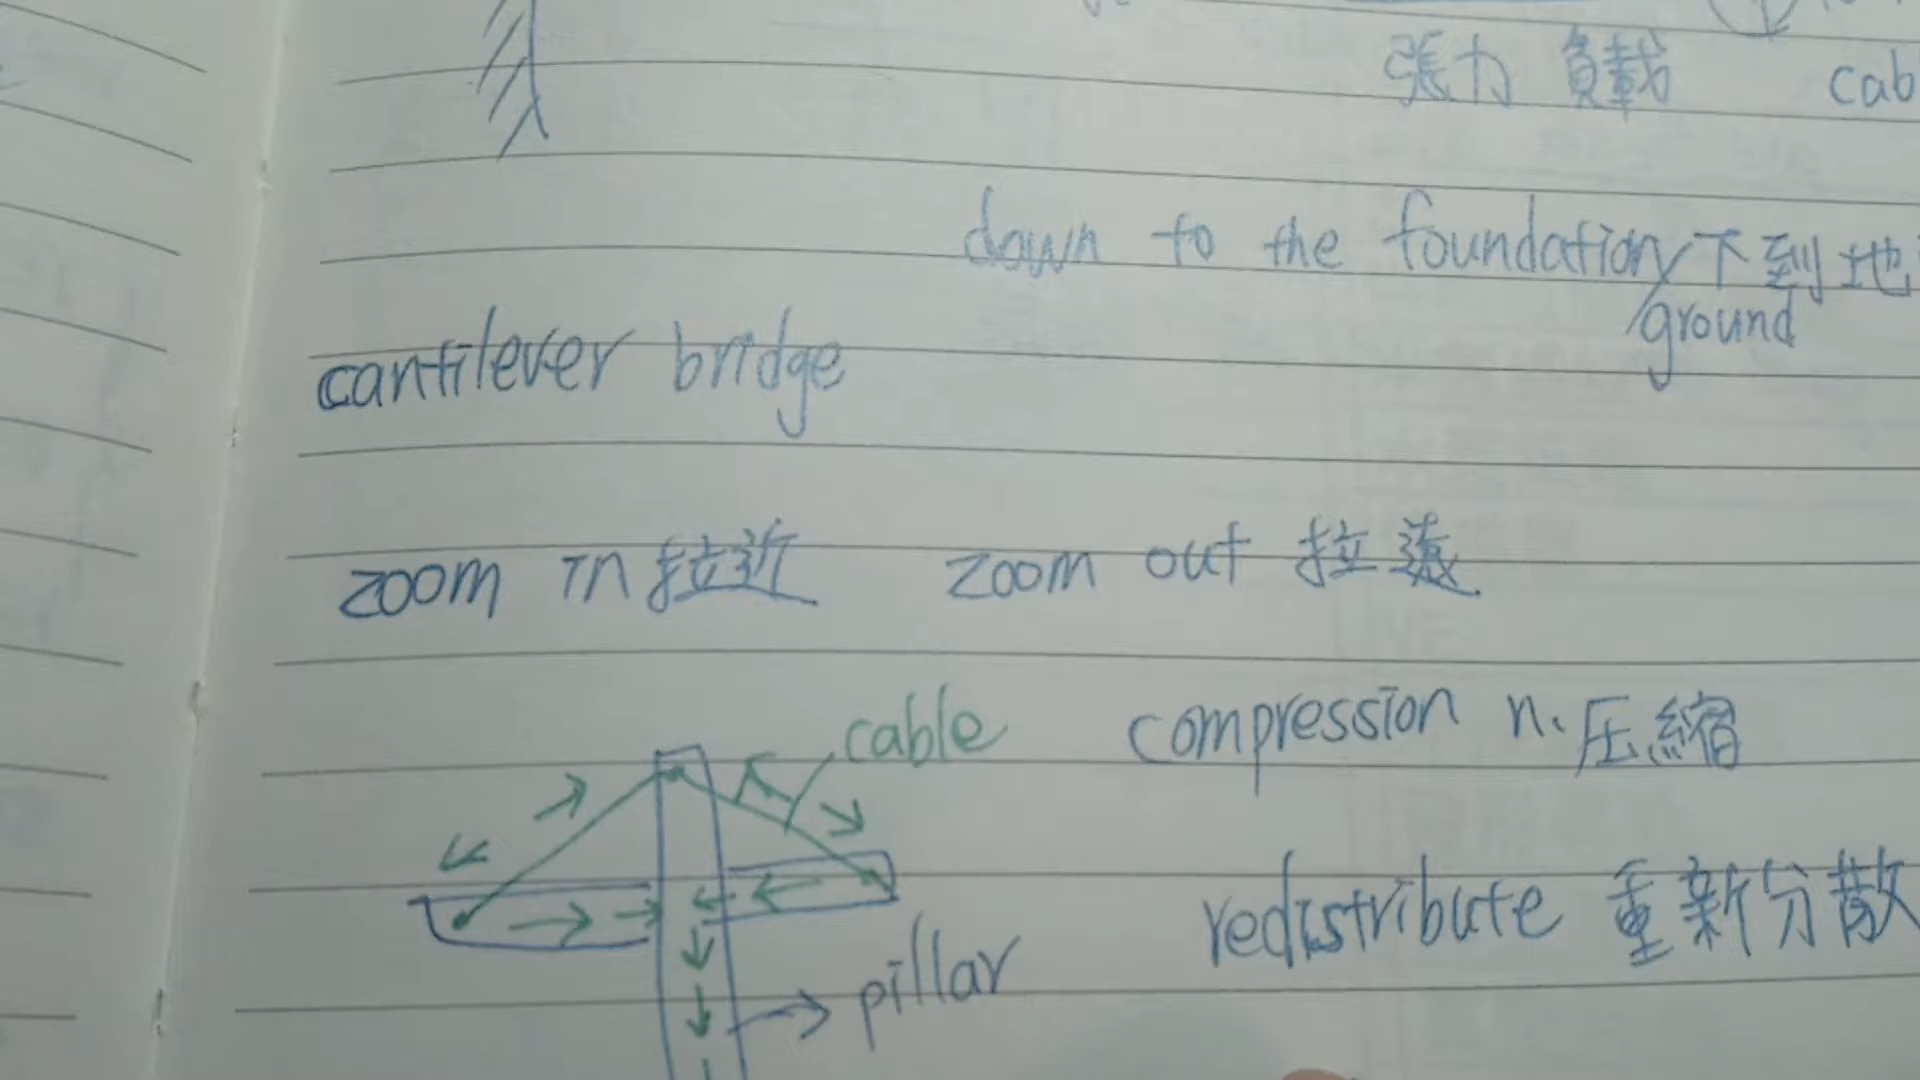 張力 負載 cab
down to the foundation/下到地
/ground
cantilever bridge
zoom in 拉近 zoom out 拉遠
cable compression n. 压縮
redistribute 重新分散
pillar